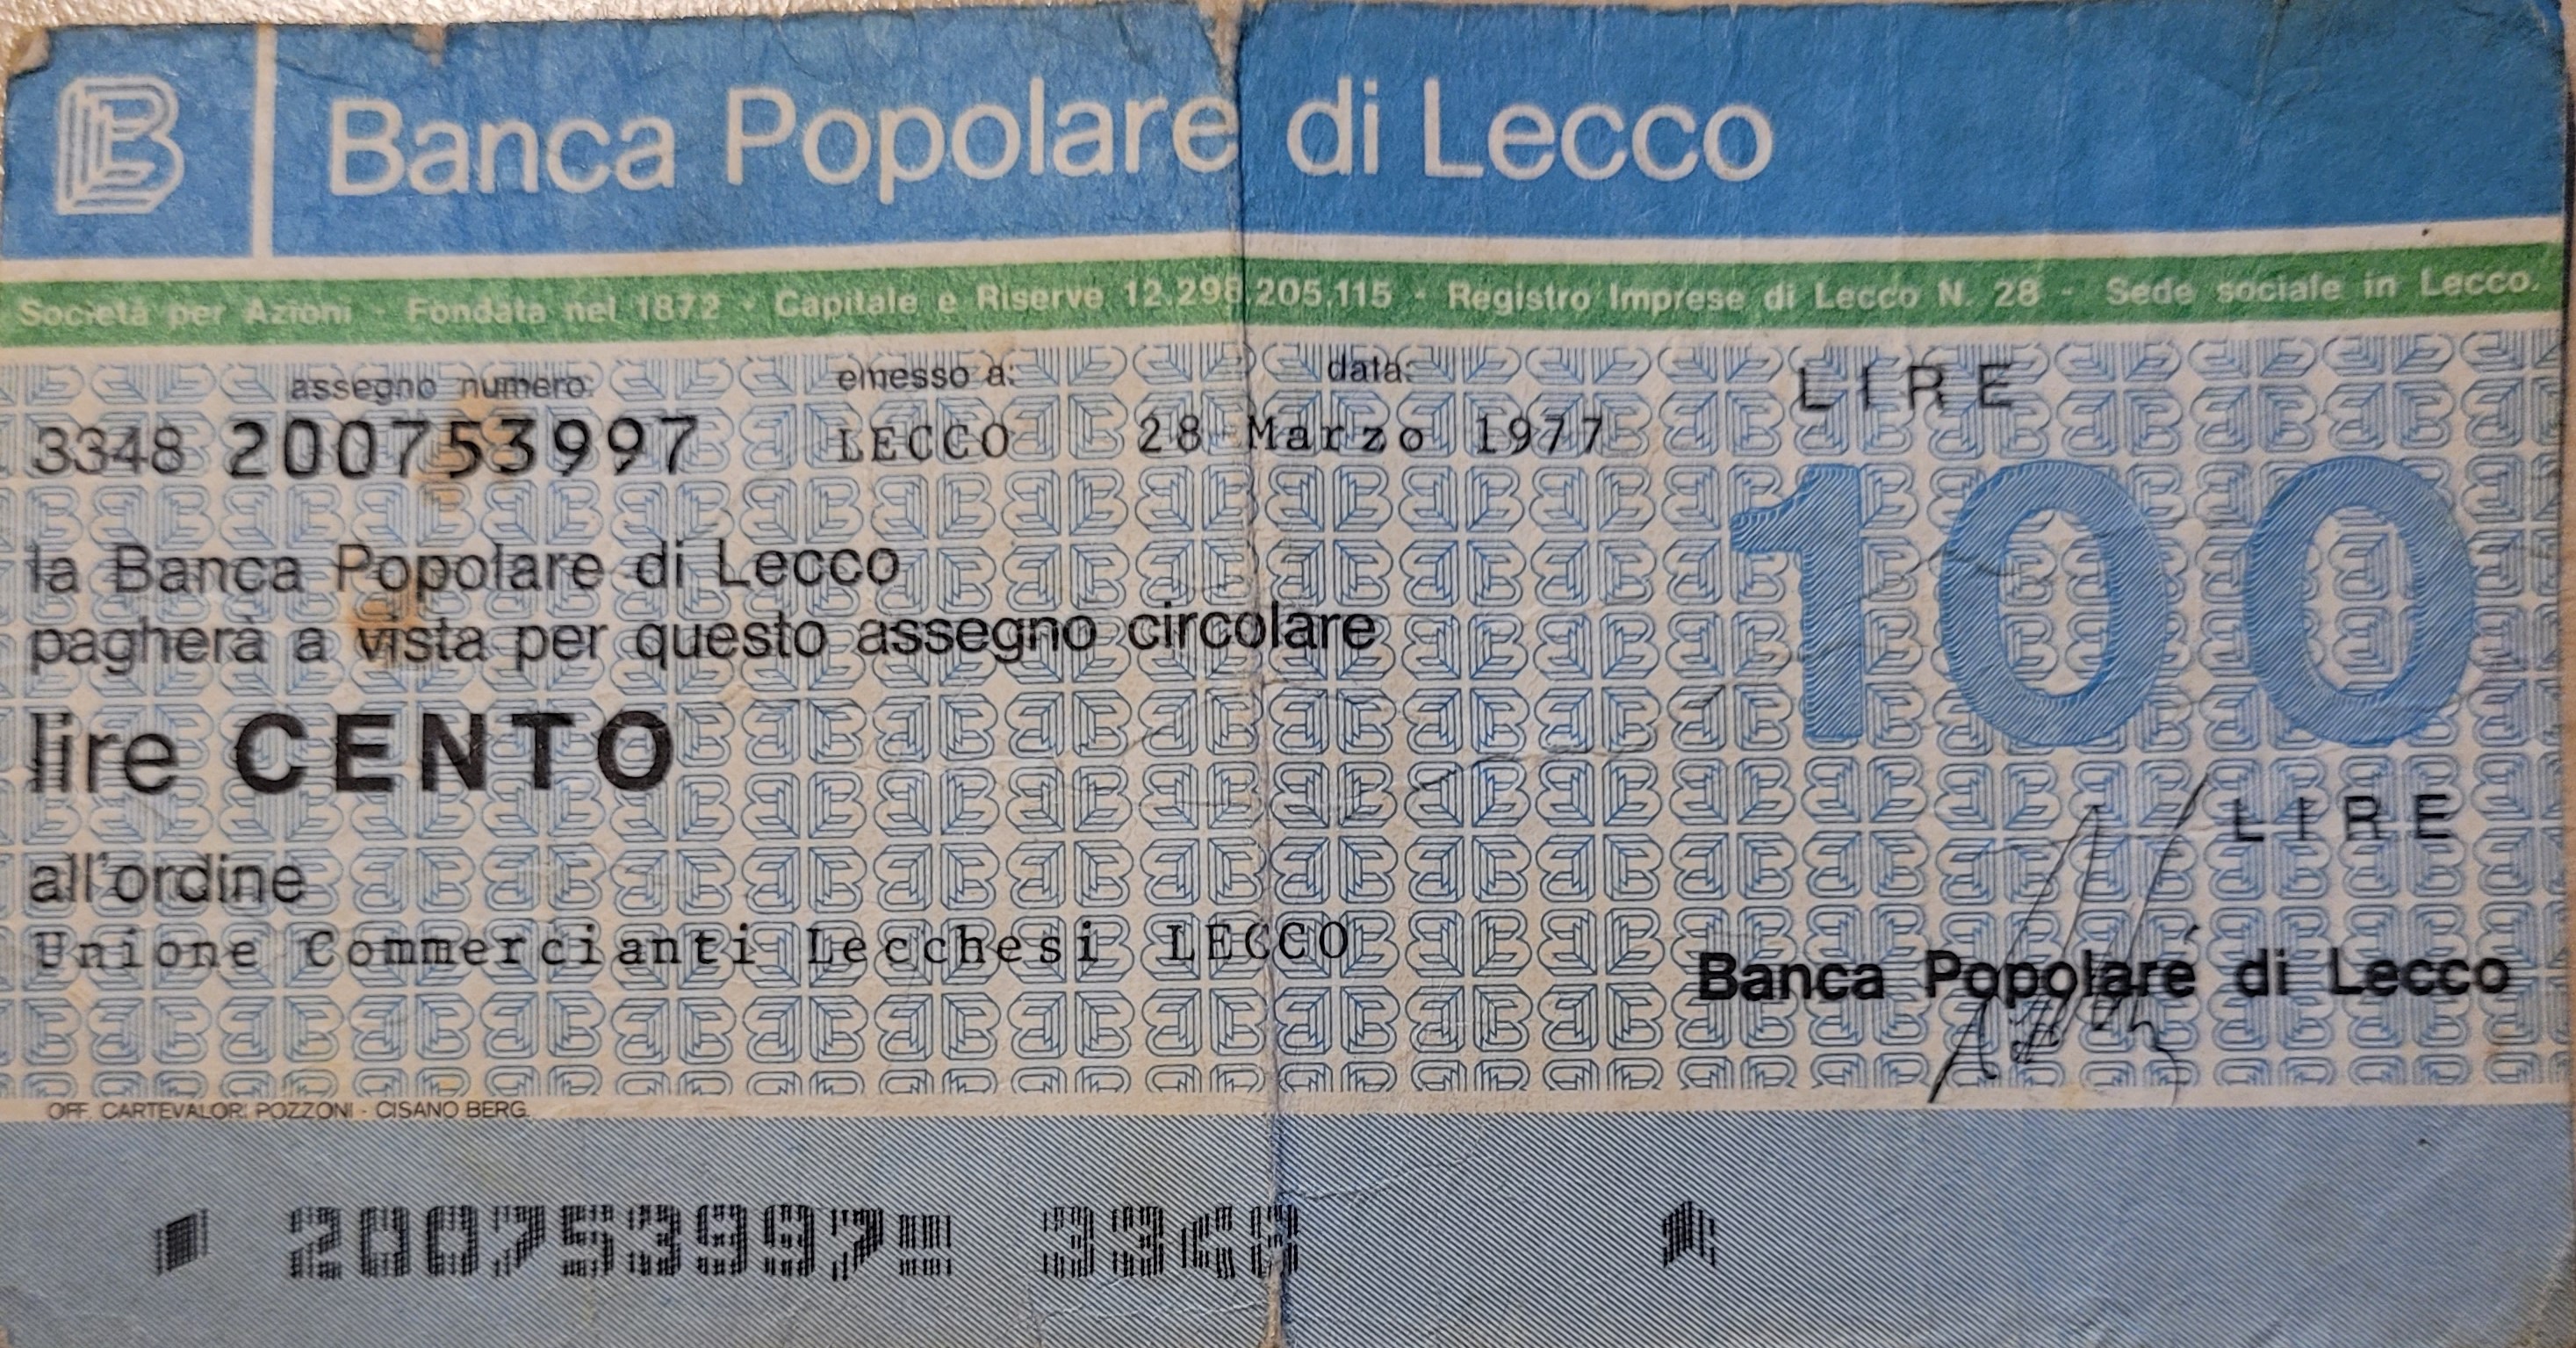 Banca Popolare di Lecco
Società per Azioni - Fondata nel 1872 - Capitale e Riserve 12.298.205.115 - Registro Imprese di Lecco N. 28 - Sede sociale in Lecco.
assegno numero: emesso a: data: LIRE
3348 200753997 LECCO 28 Marzo 1977
100
la Banca Popolare di Lecco
pagherà a vista per questo assegno circolare
lire CENTO
LIRE
all'ordine
Unione Commercianti Lecchesi LECCO
Banca Popolare di Lecco
OFF. CARTEVALORI POZZONI - CISANO BERG.
200753997 3348